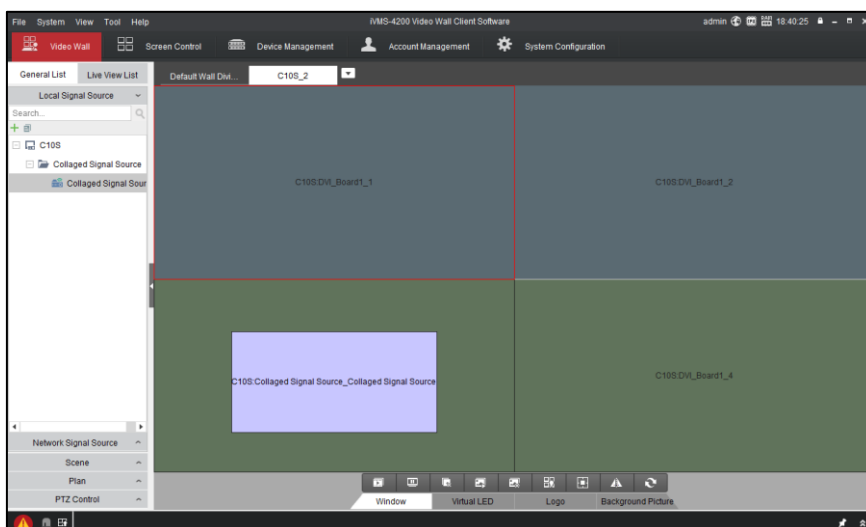 File System View Tool Help iVMS-4200 Video Wall Client Software admin 18:40:25
Video Wall Screen Control Device Management Account Management System Configuration
General List Live View List Default Wall Divi... C10S_2
Local Signal Source
Search...
C10S
Collaged Signal Source
Collaged Signal Sour
C10S:DVI_Board1_1 C10S:DVI_Board1_2
C10S:Collaged Signal Source_Collaged Signal Source C10S:DVI_Board1_4
Network Signal Source
Scene
Plan
PTZ Control
Window Virtual LED Logo Background Picture